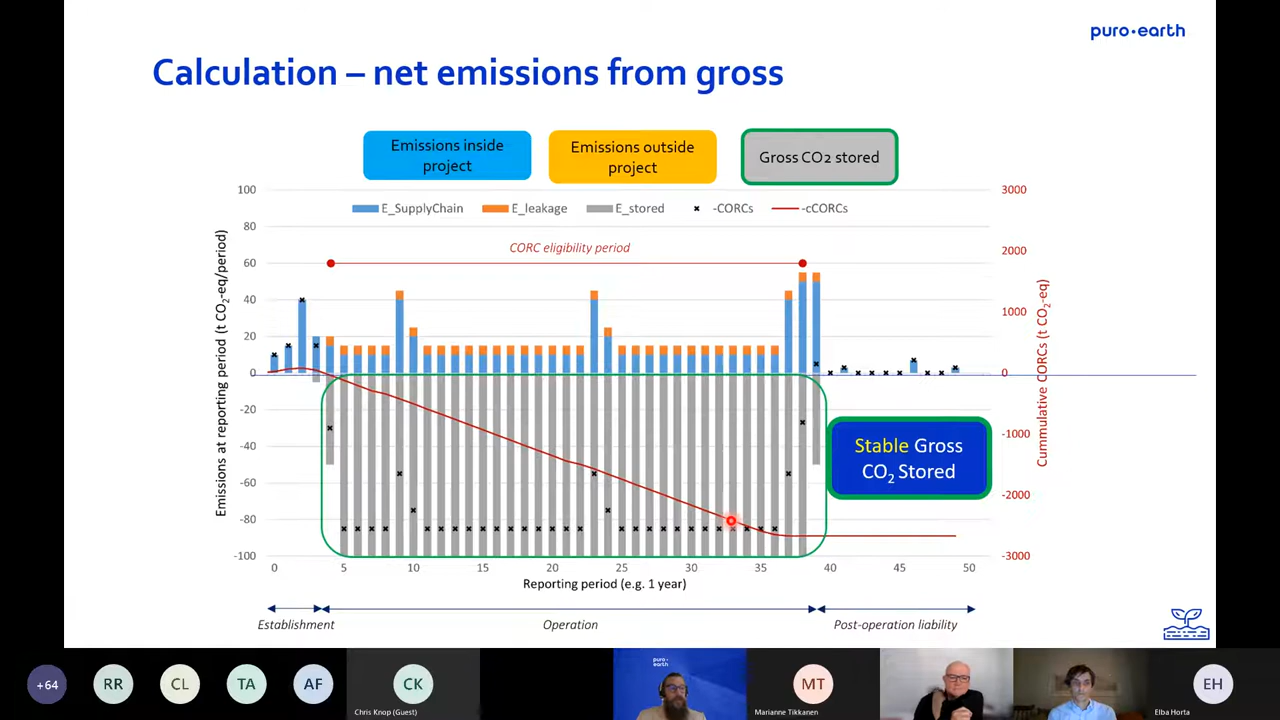 puro·earth
Calculation – net emissions from gross
Emissions inside
project
Emissions outside
project
Gross CO2 stored
E_SupplyChain
E_leakage
E_stored
-CORCs
-cCORCs
CORC eligibility period
Emissions at reporting period (t CO2-eq/period)
100
80
60
40
20
0
-20
-40
-60
-80
-100
3000
2000
1000
0
-1000
-2000
-3000
Cummulative CORCs (t CO2-eq)
Stable Gross
CO2 Stored
0 5 10 15 20 25 30 35 40 45 50
Reporting period (e.g. 1 year)
Establishment
Operation
Post-operation liability
+64
RR
CL
TA
AF
CK
Chris Knop (Guest)
puro·
earth
MT
Marianne Tikkanen
EH
Elba Horta